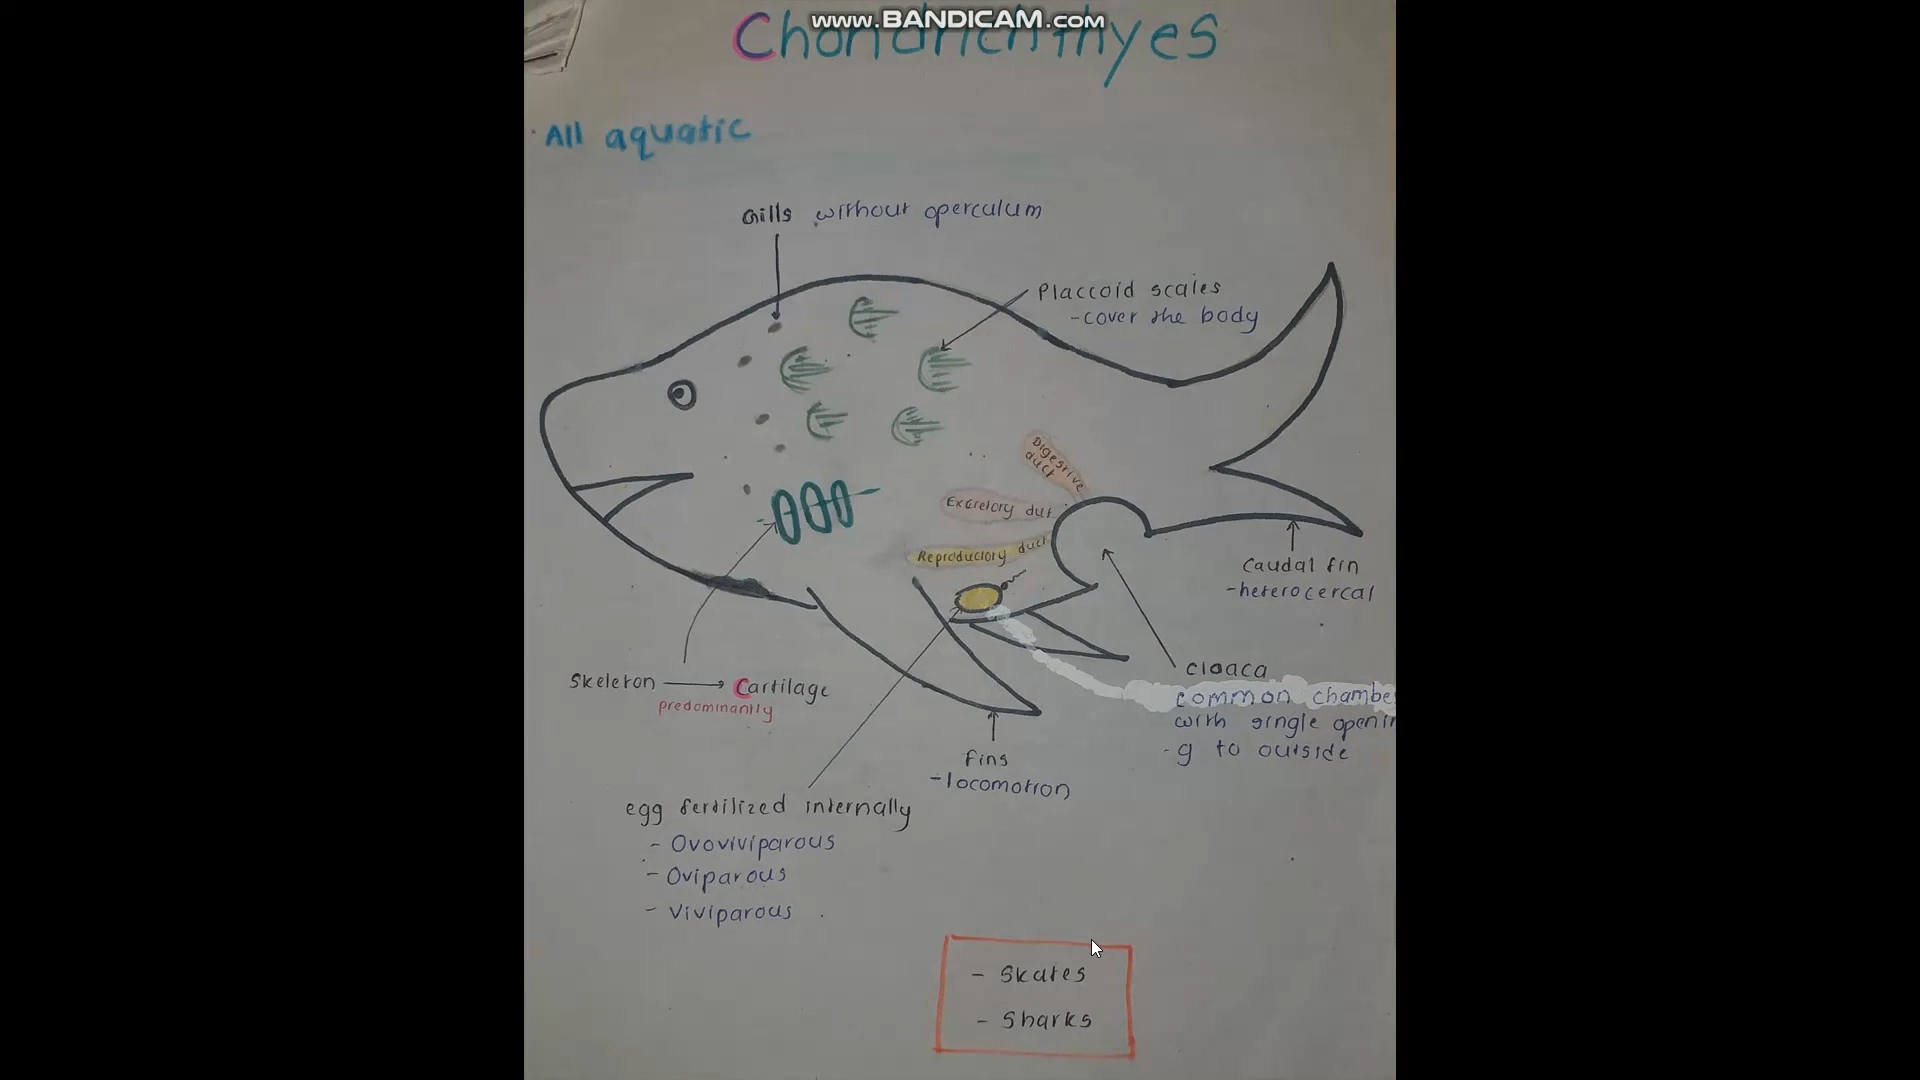 www.BANDICAM.com
Chondrichthyes
· All aquatic
Gills without operculum
Placcoid scales
-cover the body
Digestive
duct
Excretory dut
Reproductory duct
Caudal fin
-heterocercal
Skeleton → Cartilage
predominantly
cloaca
common chambe
with single openin
-g to outside
Fins
-locomotion
egg fertilized internally
- Ovoviviparous
- Oviparous
- Viviparous
- Skates
- Sharks